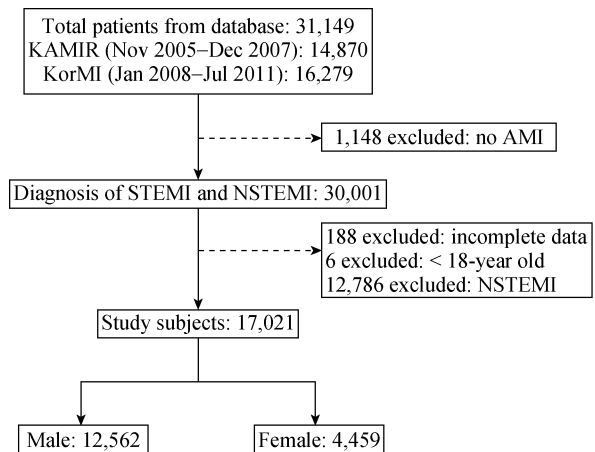 Total patients from database: 31,149
KAMIR (Nov 2005–Dec 2007): 14,870
KorMI (Jan 2008–Jul 2011): 16,279
1,148 excluded: no AMI
Diagnosis of STEMI and NSTEMI: 30,001
188 excluded: incomplete data
6 excluded: < 18-year old
12,786 excluded: NSTEMI
Study subjects: 17,021
Male: 12,562
Female: 4,459